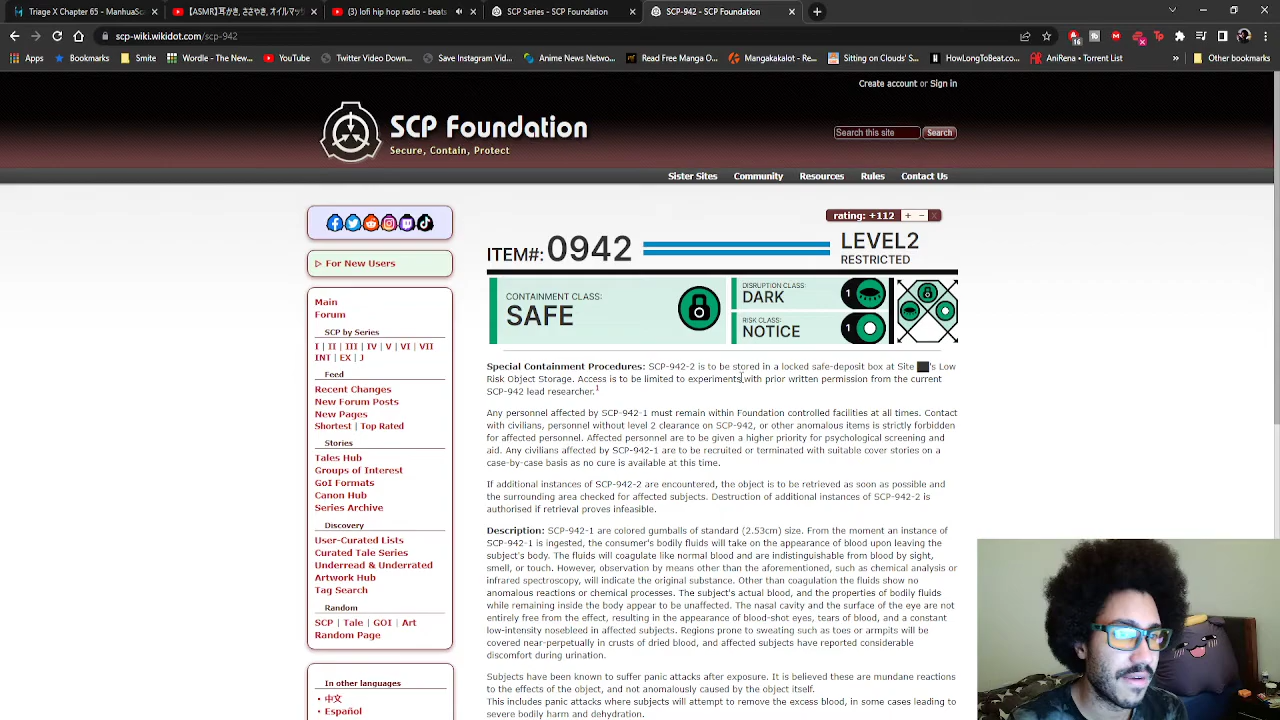 Triage X Chapter 65 - ManhuaSca
【ASMR】耳かき、ささやき、オイルマッ
(3) lofi hip hop radio - beats
SCP Series - SCP Foundation
SCP-942 - SCP Foundation
scp-wiki.wikidot.com/scp-942
16
Apps
Bookmarks
Smite
Wordle - The New...
YouTube
Twitter Video Down...
Save Instagram Vid...
Anime News Netwo...
Read Free Manga O...
Mangakakalot - Re...
Sitting on Clouds' S...
HowLongToBeat.co...
AniRena / Torrent List
»
Other bookmarks
Create account or Sign in
SCP Foundation
Secure, Contain, Protect
Search this site
Search
Sister Sites
Community
Resources
Rules
Contact Us
rating: +112 + − x
ITEM#: 0942
LEVEL2
RESTRICTED
CONTAINMENT CLASS:
SAFE
DISRUPTION CLASS:
DARK
1
RISK CLASS:
NOTICE
1
▷ For New Users
Main
Forum
SCP by Series
I | II | III | IV | V | VI | VII
INT | EX | J
Feed
Recent Changes
New Forum Posts
New Pages
Shortest | Top Rated
Stories
Tales Hub
Groups of Interest
GoI Formats
Canon Hub
Series Archive
Discovery
User-Curated Lists
Curated Tale Series
Underread & Underrated
Artwork Hub
Tag Search
Random
SCP | Tale | GOI | Art
Random Page
In other languages
中文
Español
Special Containment Procedures: SCP-942-2 is to be stored in a locked safe-deposit box at Site ██'s Low
Risk Object Storage. Access is to be limited to experiments with prior written permission from the current
SCP-942 lead researcher.1
Any personnel affected by SCP-942-1 must remain within Foundation controlled facilities at all times. Contact
with civilians, personnel without level 2 clearance on SCP-942, or other anomalous items is strictly forbidden
for affected personnel. Affected personnel are to be given a higher priority for psychological screening and
aid. Any civilians affected by SCP-942-1 are to be recruited or terminated with suitable cover stories on a
case-by-case basis as no cure is available at this time.
If additional instances of SCP-942-2 are encountered, the object is to be retrieved as soon as possible and
the surrounding area checked for affected subjects. Destruction of additional instances of SCP-942-2 is
authorised if retrieval proves infeasible.
Description: SCP-942-1 are colored gumballs of standard (2.53cm) size. From the moment an instance of
SCP-942-1 is ingested, the consumer's bodily fluids will take on the appearance of blood upon leaving the
subject's body. The fluids will coagulate like normal blood and are indistinguishable from blood by sight,
smell, or touch. However, observation by means other than the aforementioned, such as chemical analysis or
infrared spectroscopy, will indicate the original substance. Other than coagulation the fluids show no
anomalous reactions or chemical processes. The subject's actual blood, and the properties of bodily fluids
while remaining inside the body appear to be unaffected. The nasal cavity and the surface of the eye are not
entirely free from the effect, resulting in the appearance of blood-shot eyes, tears of blood, and a constant
low-intensity nosebleed in affected subjects. Regions prone to sweating such as toes or armpits will be
covered near-perpetually in crusts of dried blood, and affected subjects have reported considerable
discomfort during urination.
Subjects have been known to suffer panic attacks after exposure. It is believed these are mundane reactions
to the effects of the object, and not anomalously caused by the object itself.
This includes panic attacks where subjects will attempt to remove the excess blood, in some cases leading to
severe bodily harm and dehydration.